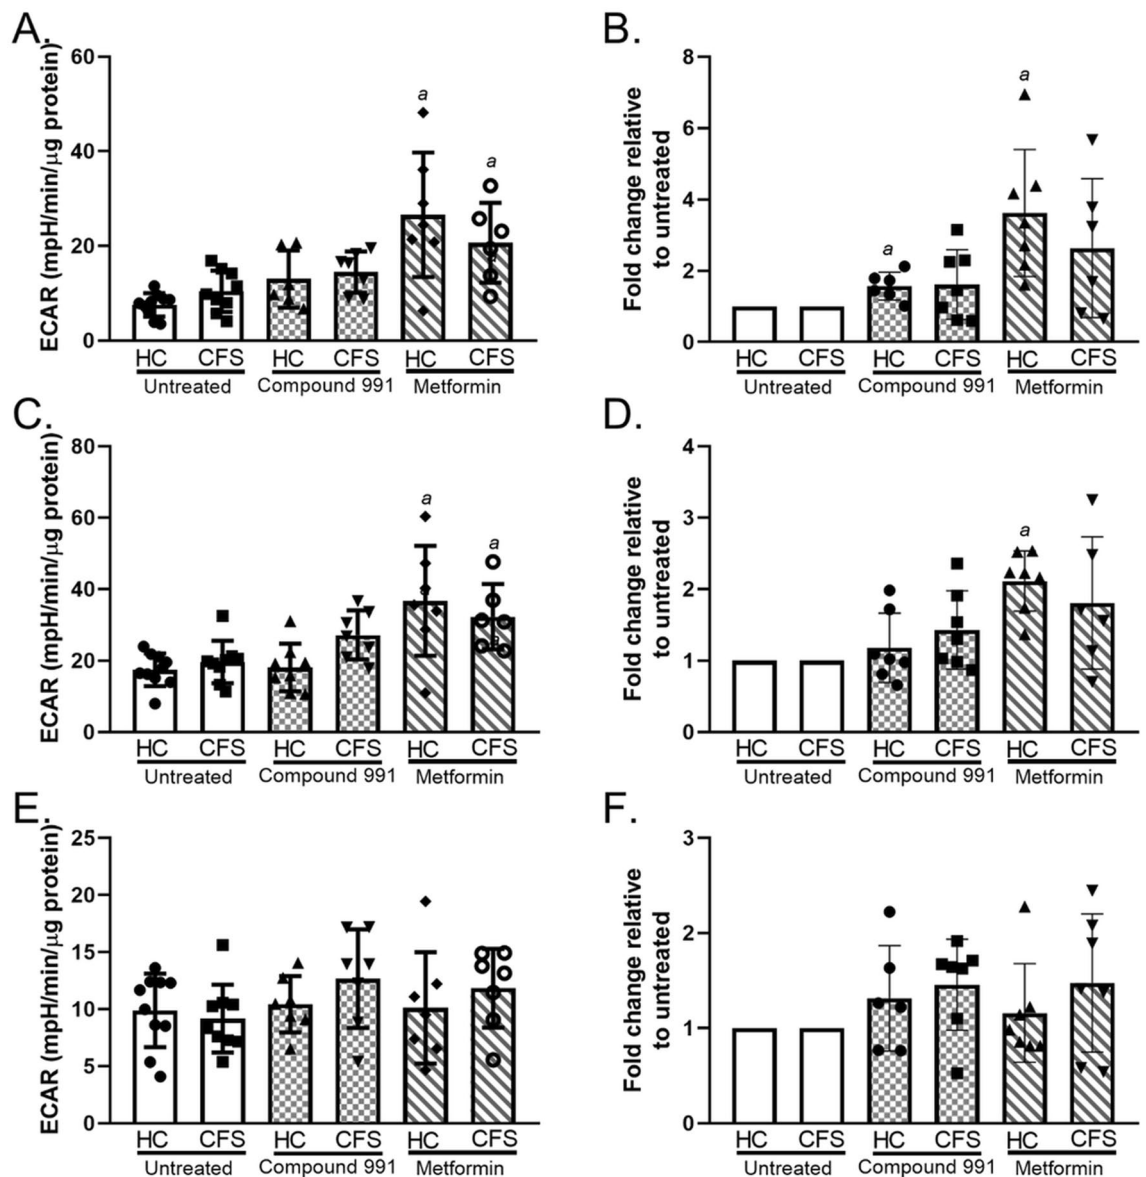 A.
ECAR (mpH/min/μg protein)
60
40
20
0
a
a
HC CFS HC CFS HC CFS
Untreated Compound 991 Metformin
B.
Fold change relative
to untreated
8
6
4
2
0
a
a
HC CFS HC CFS HC CFS
Untreated Compound 991 Metformin
C.
ECAR (mpH/min/μg protein)
80
60
40
20
0
a
a
a
HC CFS HC CFS HC CFS
Untreated Compound 991 Metformin
D.
Fold change relative
to untreated
4
3
2
1
0
a
HC CFS HC CFS HC CFS
Untreated Compound 991 Metformin
E.
ECAR (mpH/min/μg protein)
25
20
15
10
5
0
HC CFS HC CFS HC CFS
Untreated Compound 991 Metformin
F.
Fold change relative
to untreated
3
2
1
0
HC CFS HC CFS HC CFS
Untreated Compound 991 Metformin